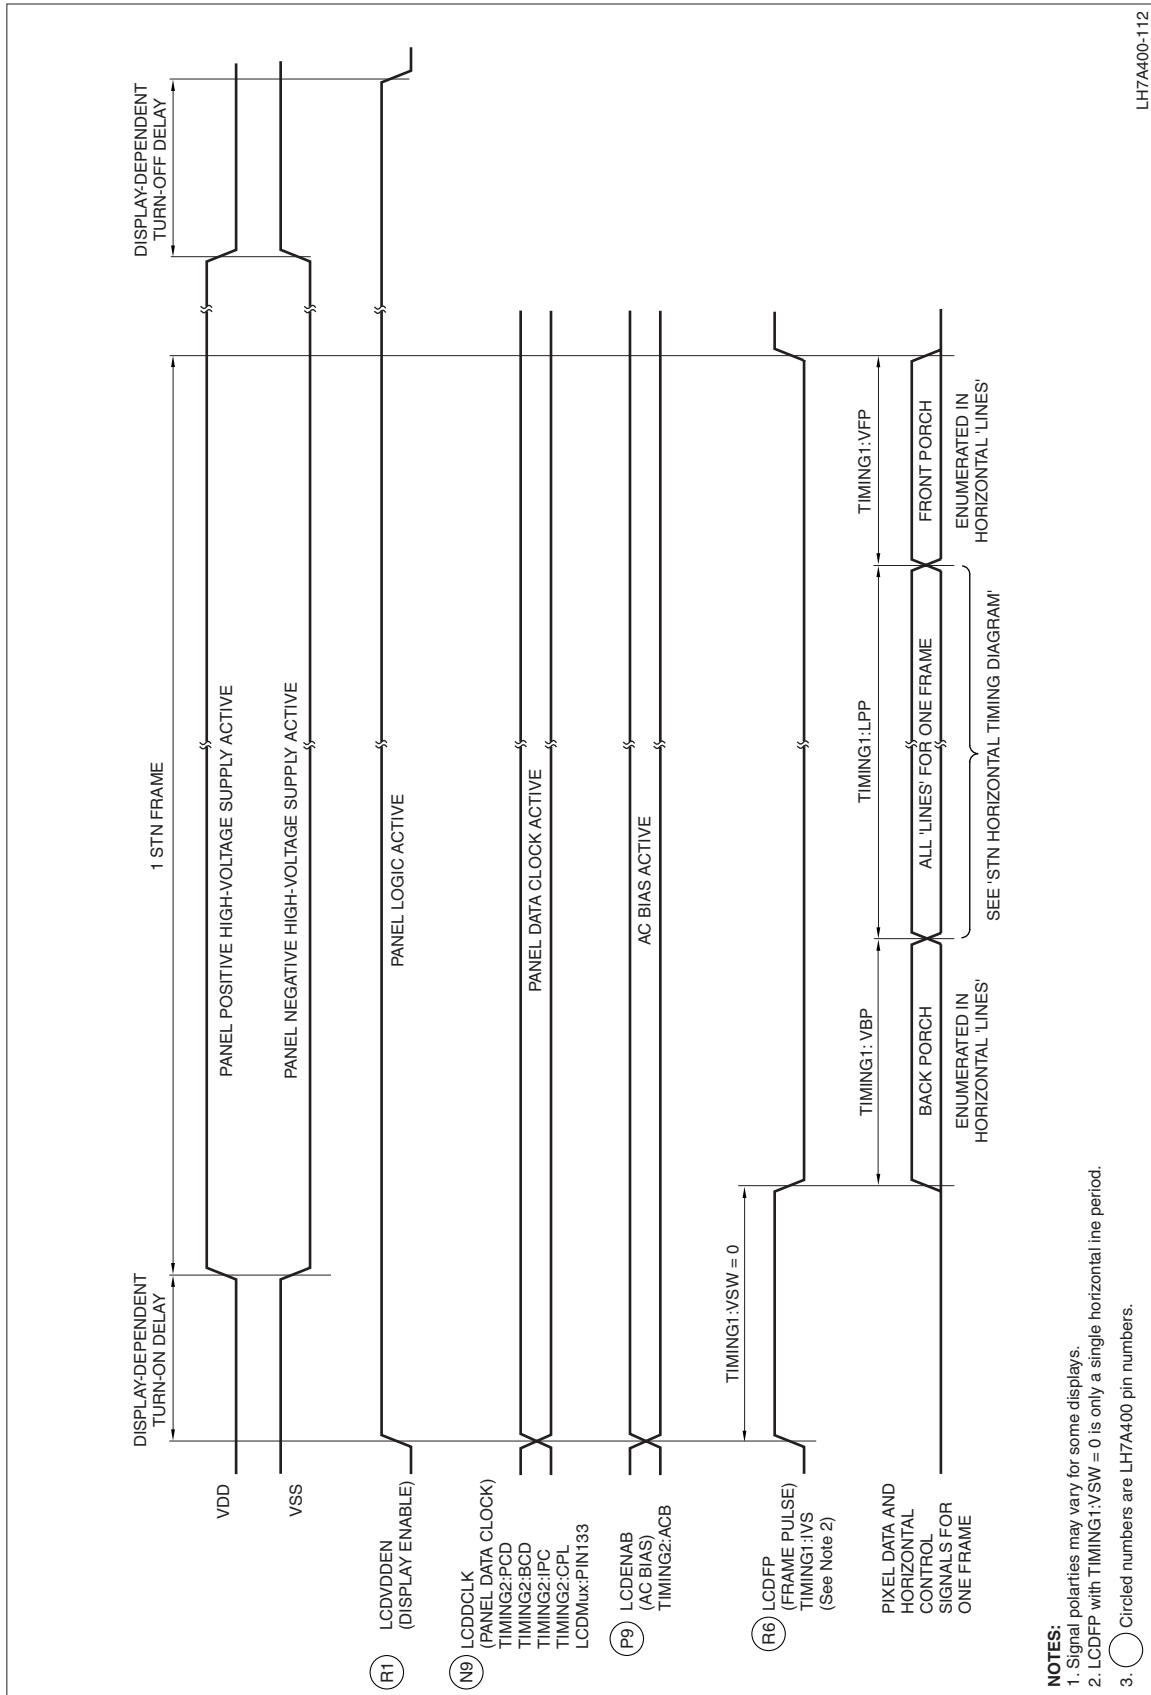 DISPLAY-DEPENDENT
TURN-ON DELAY
1 STN FRAME
DISPLAY-DEPENDENT
TURN-OFF DELAY
VDD
PANEL POSITIVE HIGH-VOLTAGE SUPPLY ACTIVE
VSS
PANEL NEGATIVE HIGH-VOLTAGE SUPPLY ACTIVE
R1
LCDVDDEN
(DISPLAY ENABLE)
PANEL LOGIC ACTIVE
N9
LCDDCLK
(PANEL DATA CLOCK)
TIMING2:PCD
TIMING2:BCD
TIMING2:IPC
TIMING2:CPL
LCDMux:PIN133
PANEL DATA CLOCK ACTIVE
P9
LCDENAB
(AC BIAS)
TIMING2:ACB
AC BIAS ACTIVE
R6
LCDFP
(FRAME PULSE)
TIMING1:IVS
(See Note 2)
TIMING1:VSW = 0
TIMING1: VBP
TIMING1:LPP
TIMING1:VFP
PIXEL DATA AND
HORIZONTAL
CONTROL
SIGNALS FOR
ONE FRAME
BACK PORCH
ALL 'LINES' FOR ONE FRAME
FRONT PORCH
ENUMERATED IN
HORIZONTAL 'LINES'
SEE 'STN HORIZONTAL TIMING DIAGRAM'
ENUMERATED IN
HORIZONTAL 'LINES'
NOTES:
1. Signal polarties may vary for some displays.
2. LCDFP with TIMING1:VSW = 0 is only a single horizontal ine period.
3. Circled numbers are LH7A400 pin numbers.
LH7A400-112